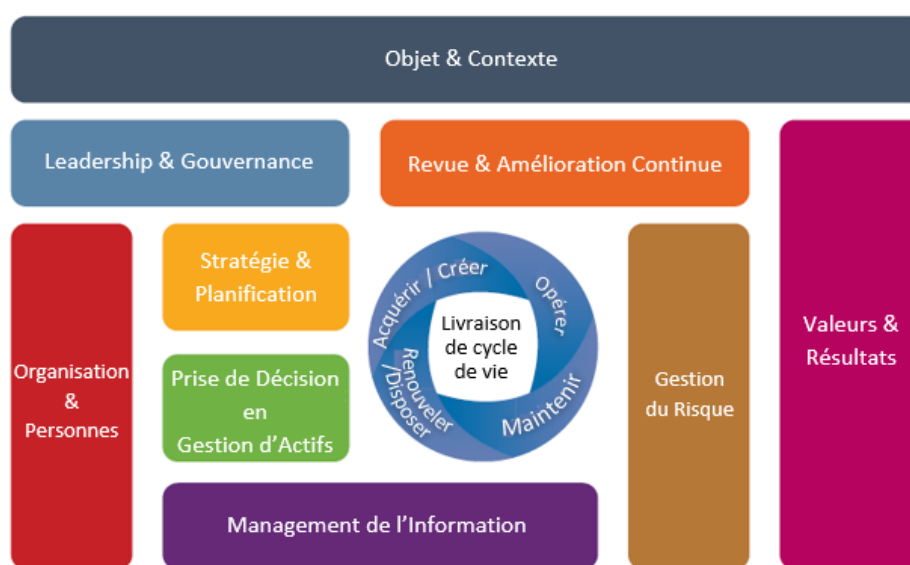 Objet & Contexte
Leadership & Gouvernance
Revue & Amélioration Continue
Stratégie &
Planification
Acquérir / Créer
Opérer
Maintenir
Renouveler
/Disposer
Livraison
de cycle
de vie
Valeurs &
Résultats
Organisation
&
Personnes
Prise de Décision
en
Gestion d’Actifs
Gestion
du Risque
Management de l’Information